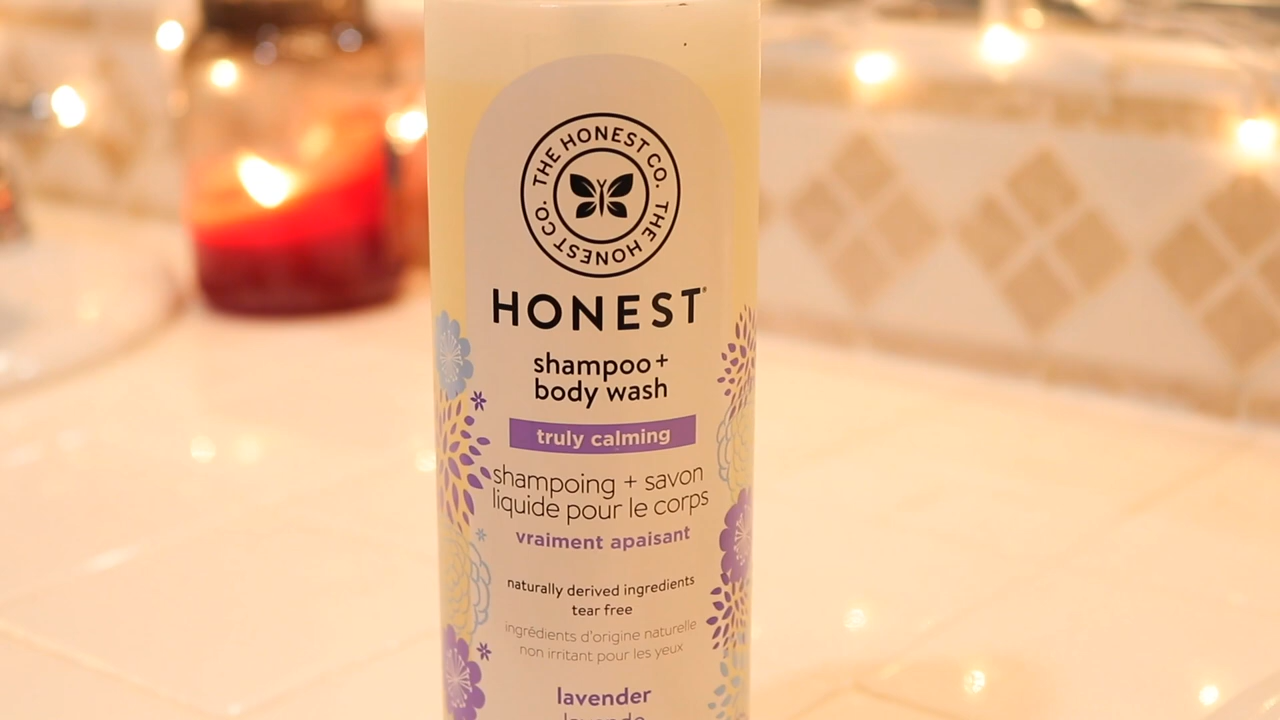 THE HONEST CO. THE HONEST CO.
HONEST®
shampoo+
body wash
truly calming
shampoing + savon
liquide pour le corps
vraiment apaisant
naturally derived ingredients
tear free
ingrédients d'origine naturelle
non irritant pour les yeux
lavender
lavande